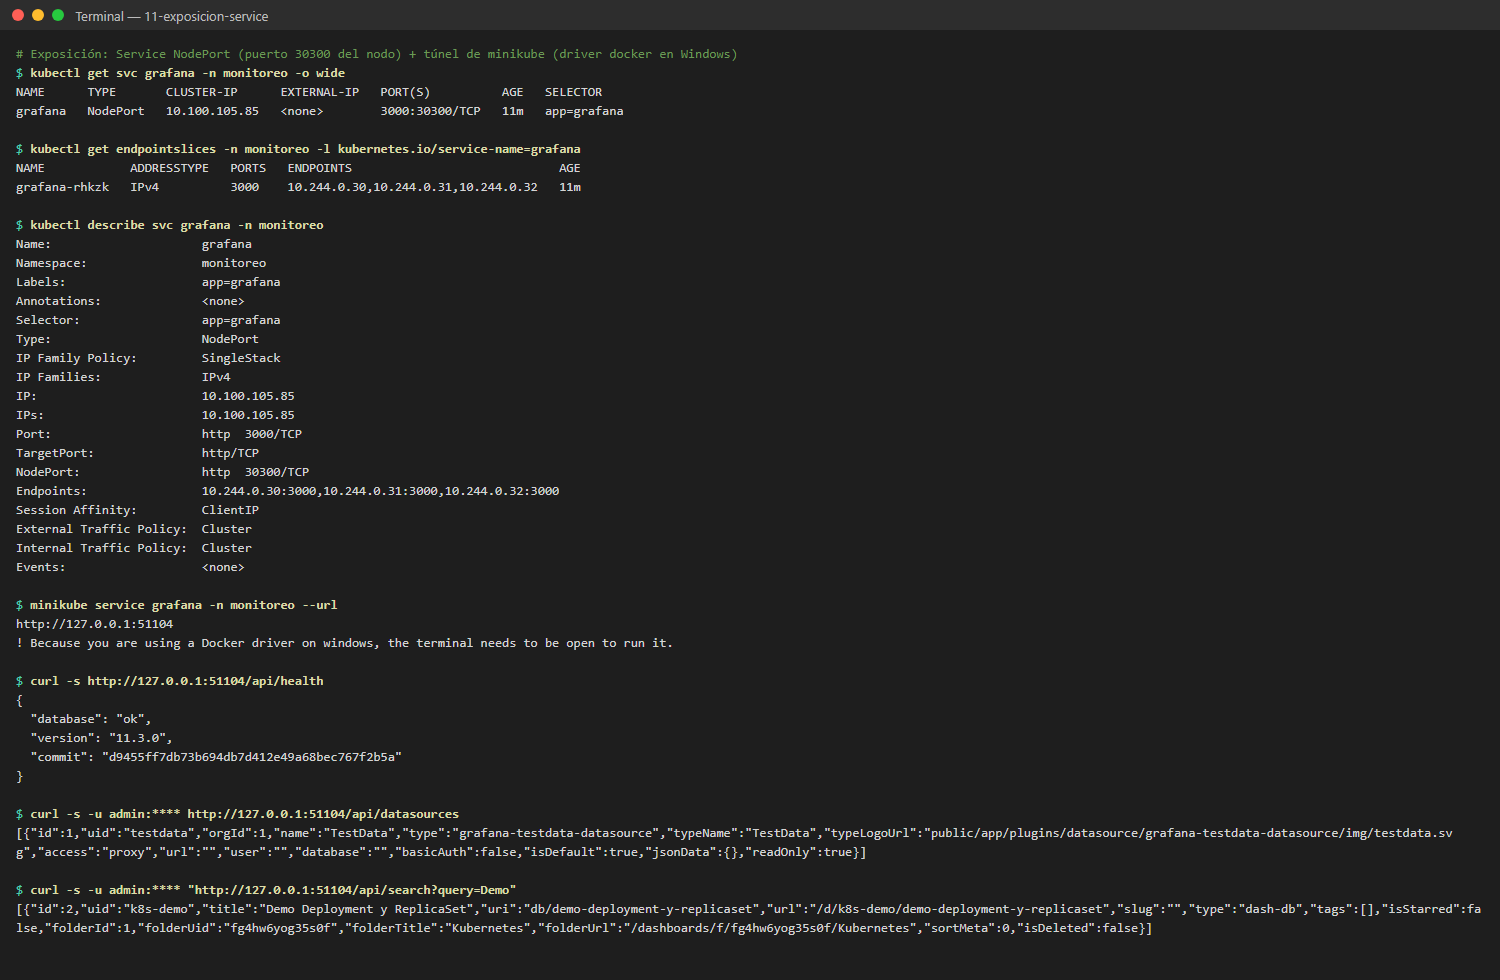 Terminal — 11-exposicion-service
# Exposición: Service NodePort (puerto 30300 del nodo) + túnel de minikube (driver docker en Windows)
$ kubectl get svc grafana -n monitoreo -o wide
NAME      TYPE       CLUSTER-IP      EXTERNAL-IP   PORT(S)          AGE   SELECTOR
grafana   NodePort   10.100.105.85   <none>        3000:30300/TCP   11m   app=grafana
$ kubectl get endpointslices -n monitoreo -l kubernetes.io/service-name=grafana
NAME            ADDRESSTYPE   PORTS   ENDPOINTS                             AGE
grafana-rhkzk   IPv4          3000    10.244.0.30,10.244.0.31,10.244.0.32   11m
$ kubectl describe svc grafana -n monitoreo
Name:                     grafana
Namespace:                monitoreo
Labels:                   app=grafana
Annotations:              <none>
Selector:                 app=grafana
Type:                     NodePort
IP Family Policy:         SingleStack
IP Families:              IPv4
IP:                       10.100.105.85
IPs:                      10.100.105.85
Port:                     http  3000/TCP
TargetPort:               http/TCP
NodePort:                 http  30300/TCP
Endpoints:                10.244.0.30:3000,10.244.0.31:3000,10.244.0.32:3000
Session Affinity:         ClientIP
External Traffic Policy:  Cluster
Internal Traffic Policy:  Cluster
Events:                   <none>
$ minikube service grafana -n monitoreo --url
http://127.0.0.1:51104
! Because you are using a Docker driver on windows, the terminal needs to be open to run it.
$ curl -s http://127.0.0.1:51104/api/health
{
  "database": "ok",
  "version": "11.3.0",
  "commit": "d9455ff7db73b694db7d412e49a68bec767f2b5a"
}
$ curl -s -u admin:**** http://127.0.0.1:51104/api/datasources
[{"id":1,"uid":"testdata","orgId":1,"name":"TestData","type":"grafana-testdata-datasource","typeName":"TestData","typeLogoUrl":"public/app/plugins/datasource/grafana-testdata-datasource/img/testdata.sv
g","access":"proxy","url":"","user":"","database":"","basicAuth":false,"isDefault":true,"jsonData":{},"readOnly":true}]
$ curl -s -u admin:**** "http://127.0.0.1:51104/api/search?query=Demo"
[{"id":2,"uid":"k8s-demo","title":"Demo Deployment y ReplicaSet","uri":"db/demo-deployment-y-replicaset","url":"/d/k8s-demo/demo-deployment-y-replicaset","slug":"","type":"dash-db","tags":[],"isStarred":fa
lse,"folderId":1,"folderUid":"fg4hw6yog35s0f","folderTitle":"Kubernetes","folderUrl":"/dashboards/f/fg4hw6yog35s0f/Kubernetes","sortMeta":0,"isDeleted":false}]